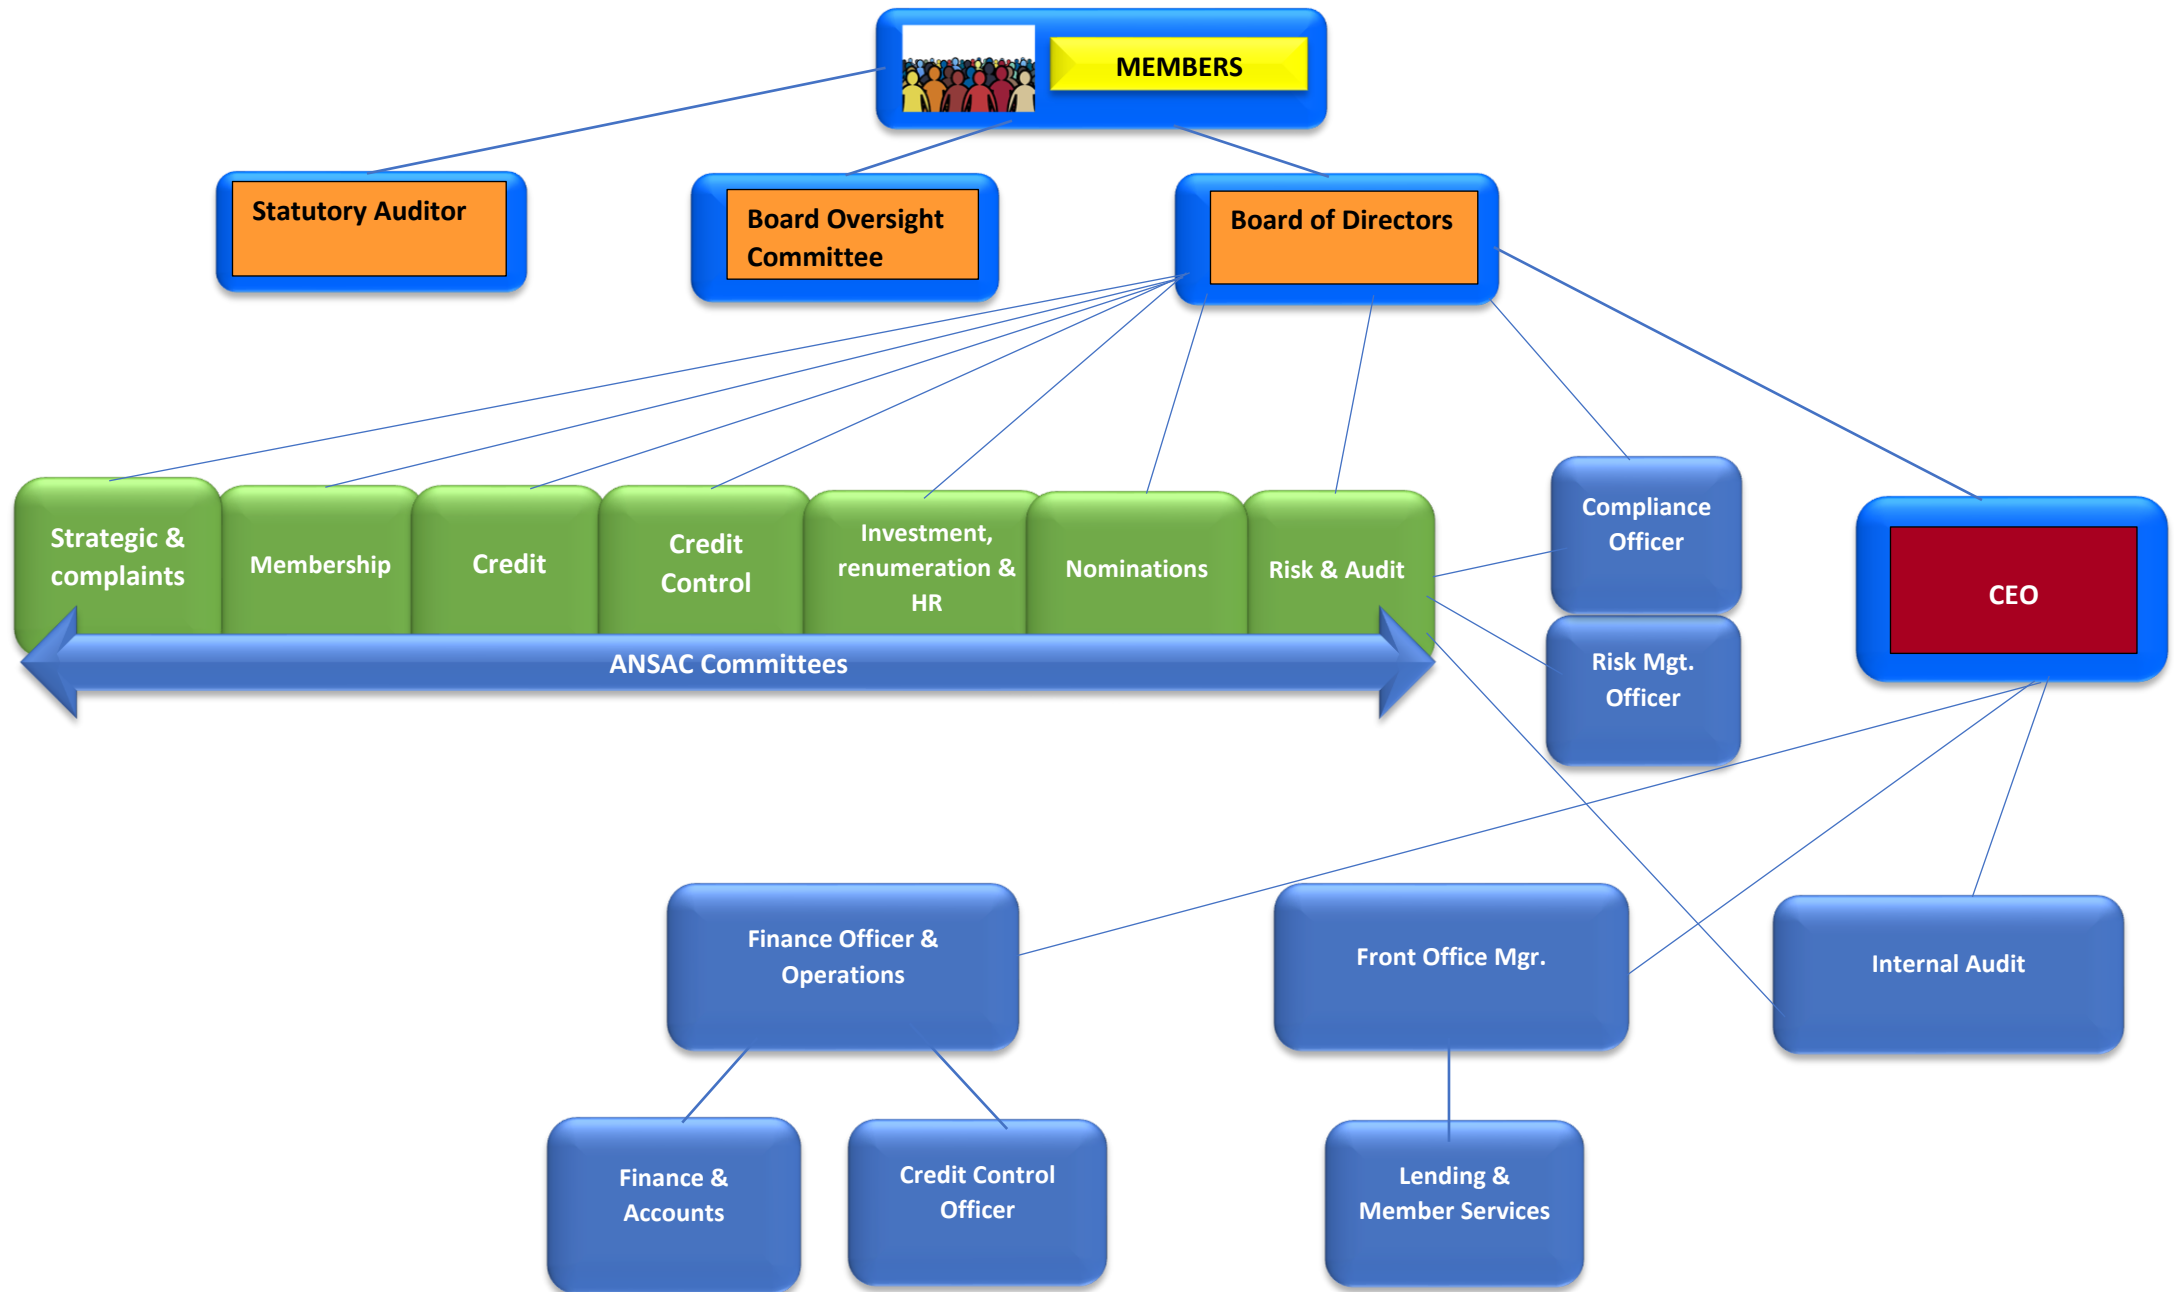 MEMBERS
Statutory Auditor
Board Oversight
Committee
Board of Directors
Strategic &
complaints
Membership
Credit
Credit
Control
Investment,
renumeration &
HR
Nominations
Risk & Audit
ANSAC Committees
Compliance
Officer
Risk Mgt.
Officer
CEO
Finance Officer &
Operations
Front Office Mgr.
Internal Audit
Finance &
Accounts
Credit Control
Officer
Lending &
Member Services